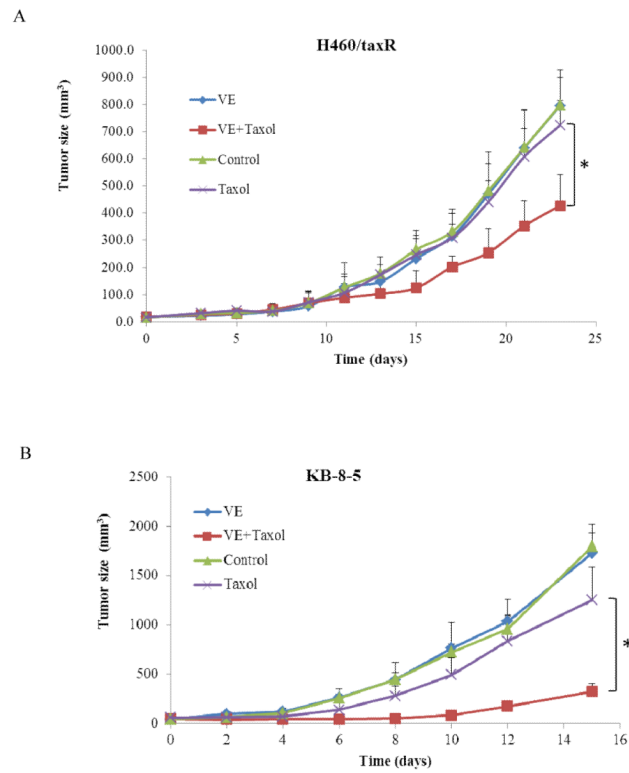 A
H460/taxR
1000.0
900.0
800.0
700.0
600.0
500.0
400.0
300.0
200.0
100.0
0.0
Tumor size (mm³)
VE
VE+Taxol
Control
Taxol
*
0 5 10 15 20 25
Time (days)
B
KB-8-5
2500
2000
1500
1000
500
0
Tumor size (mm³)
VE
VE+Taxol
Control
Taxol
*
0 2 4 6 8 10 12 14 16
Time (days)